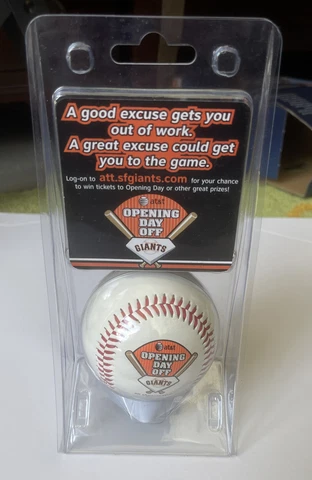 A good excuse gets you
out of work.
A great excuse could get
you to the game.
Log-on to att.sfgiants.com for your chance
to win tickets to Opening Day or other great prizes!
at&t
OPENING
DAY
OFF
GIANTS
at&t
OPENING
DAY
OFF
GIANTS